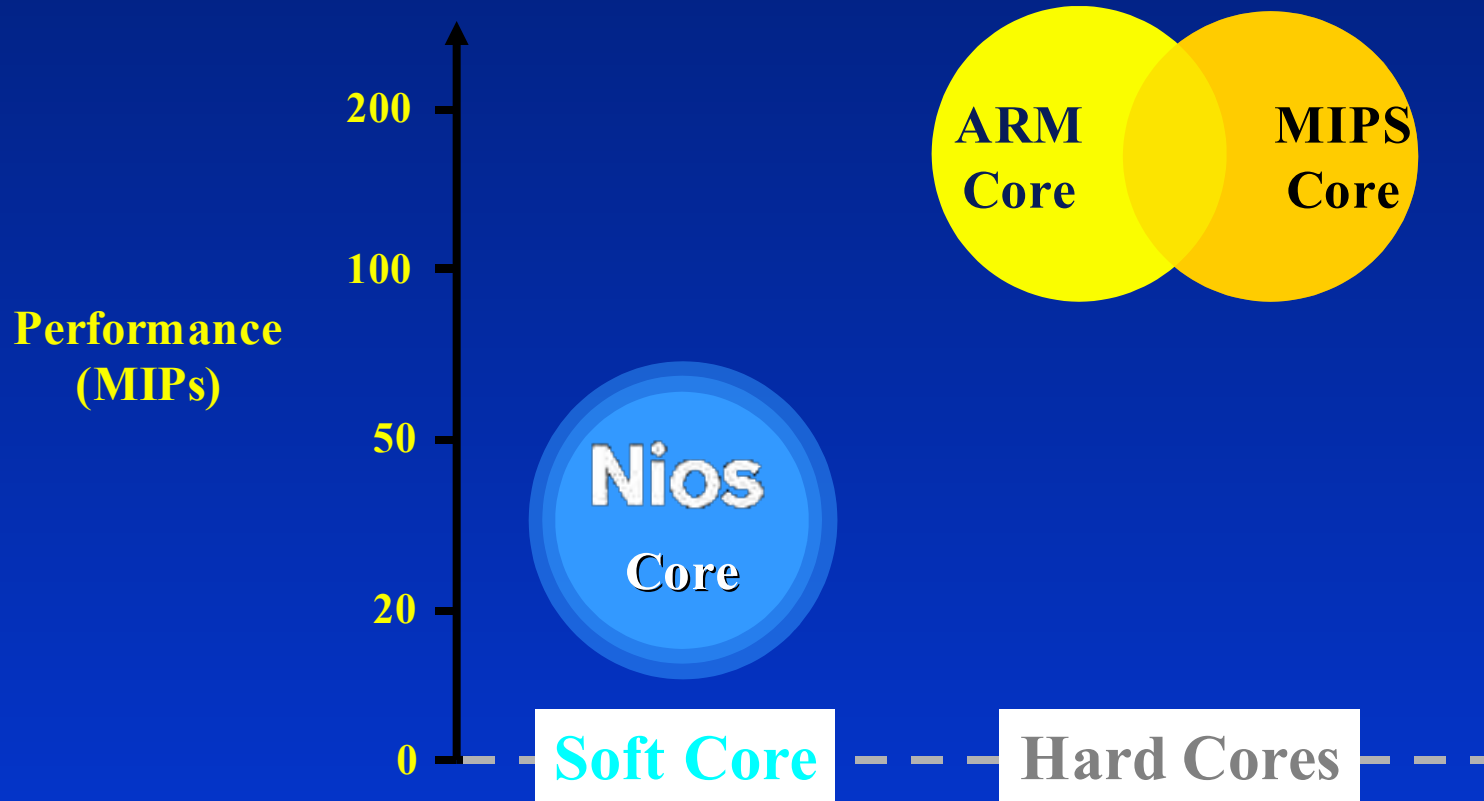 200
100
Performance
(MIPs)
50
20
0
ARM
Core
MIPS
Core
Nios
Core
Soft Core
Hard Cores